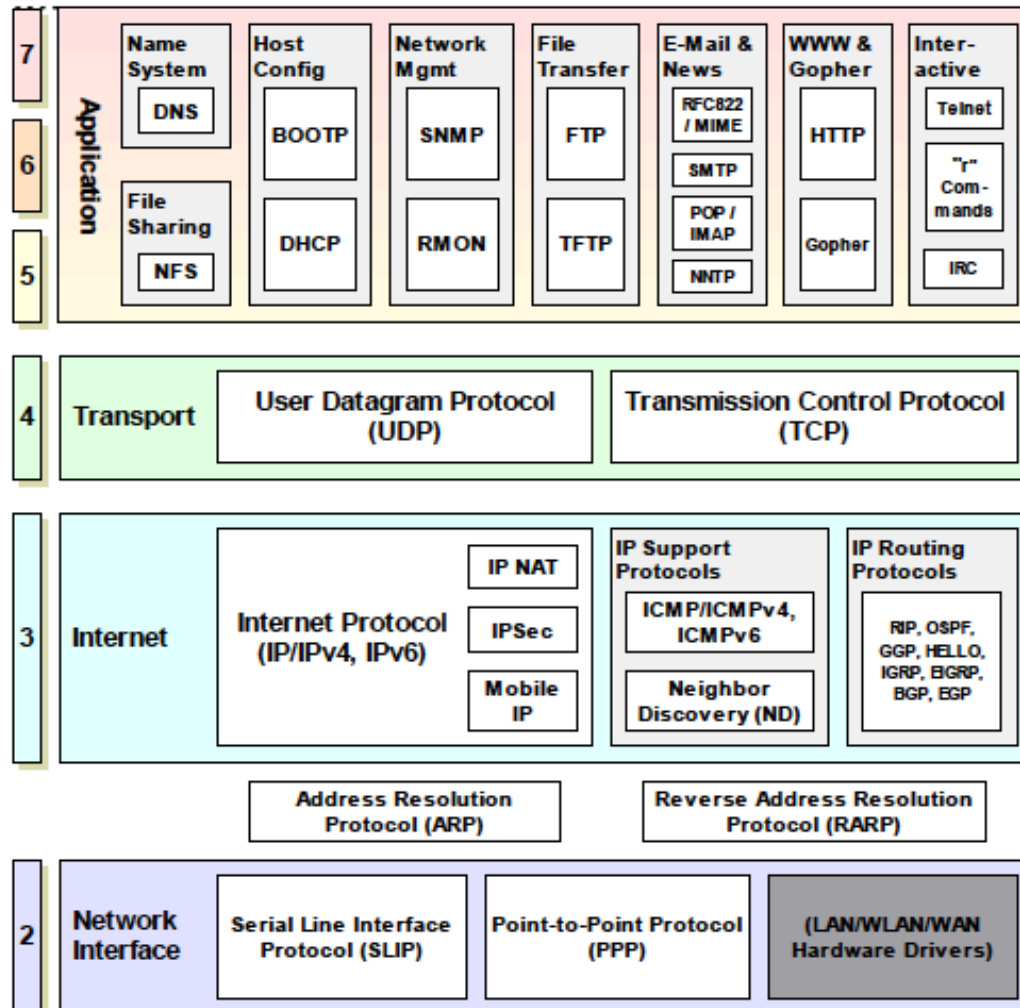 7
6
5
Application
Name
System
DNS
File
Sharing
NFS
Host
Config
BOOTP
DHCP
Network
Mgmt
SNMP
RMON
File
Transfer
FTP
TFTP
E-Mail &
News
RFC822
/ MIME
SMTP
POP /
IMAP
NNTP
WWW &
Gopher
HTTP
Gopher
Inter-
active
Telnet
"r"
Com-
mands
IRC
4
Transport
User Datagram Protocol
(UDP)
Transmission Control Protocol
(TCP)
3
Internet
Internet Protocol
(IP/IPv4, IPv6)
IP NAT
IPSec
Mobile
IP
IP Support
Protocols
ICMP/ICMPv4,
ICMPv6
Neighbor
Discovery (ND)
IP Routing
Protocols
RIP, OSPF,
GGP, HELLO,
IGRP, EIGRP,
BGP, EGP
Address Resolution
Protocol (ARP)
Reverse Address Resolution
Protocol (RARP)
2
Network
Interface
Serial Line Interface
Protocol (SLIP)
Point-to-Point Protocol
(PPP)
(LAN/WLAN/WAN
Hardware Drivers)